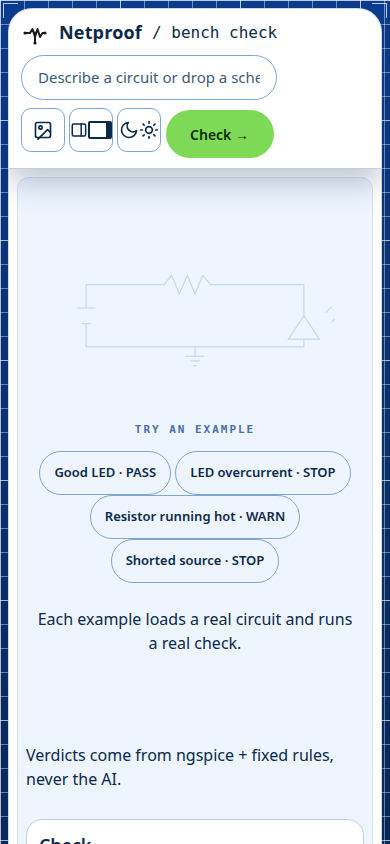 Netproof / bench check
Describe a circuit or drop a sche
Check →
TRY AN EXAMPLE
Good LED · PASS
LED overcurrent · STOP
Resistor running hot · WARN
Shorted source · STOP
Each example loads a real circuit and runs
a real check.
Verdicts come from ngspice + fixed rules,
never the AI.
Check